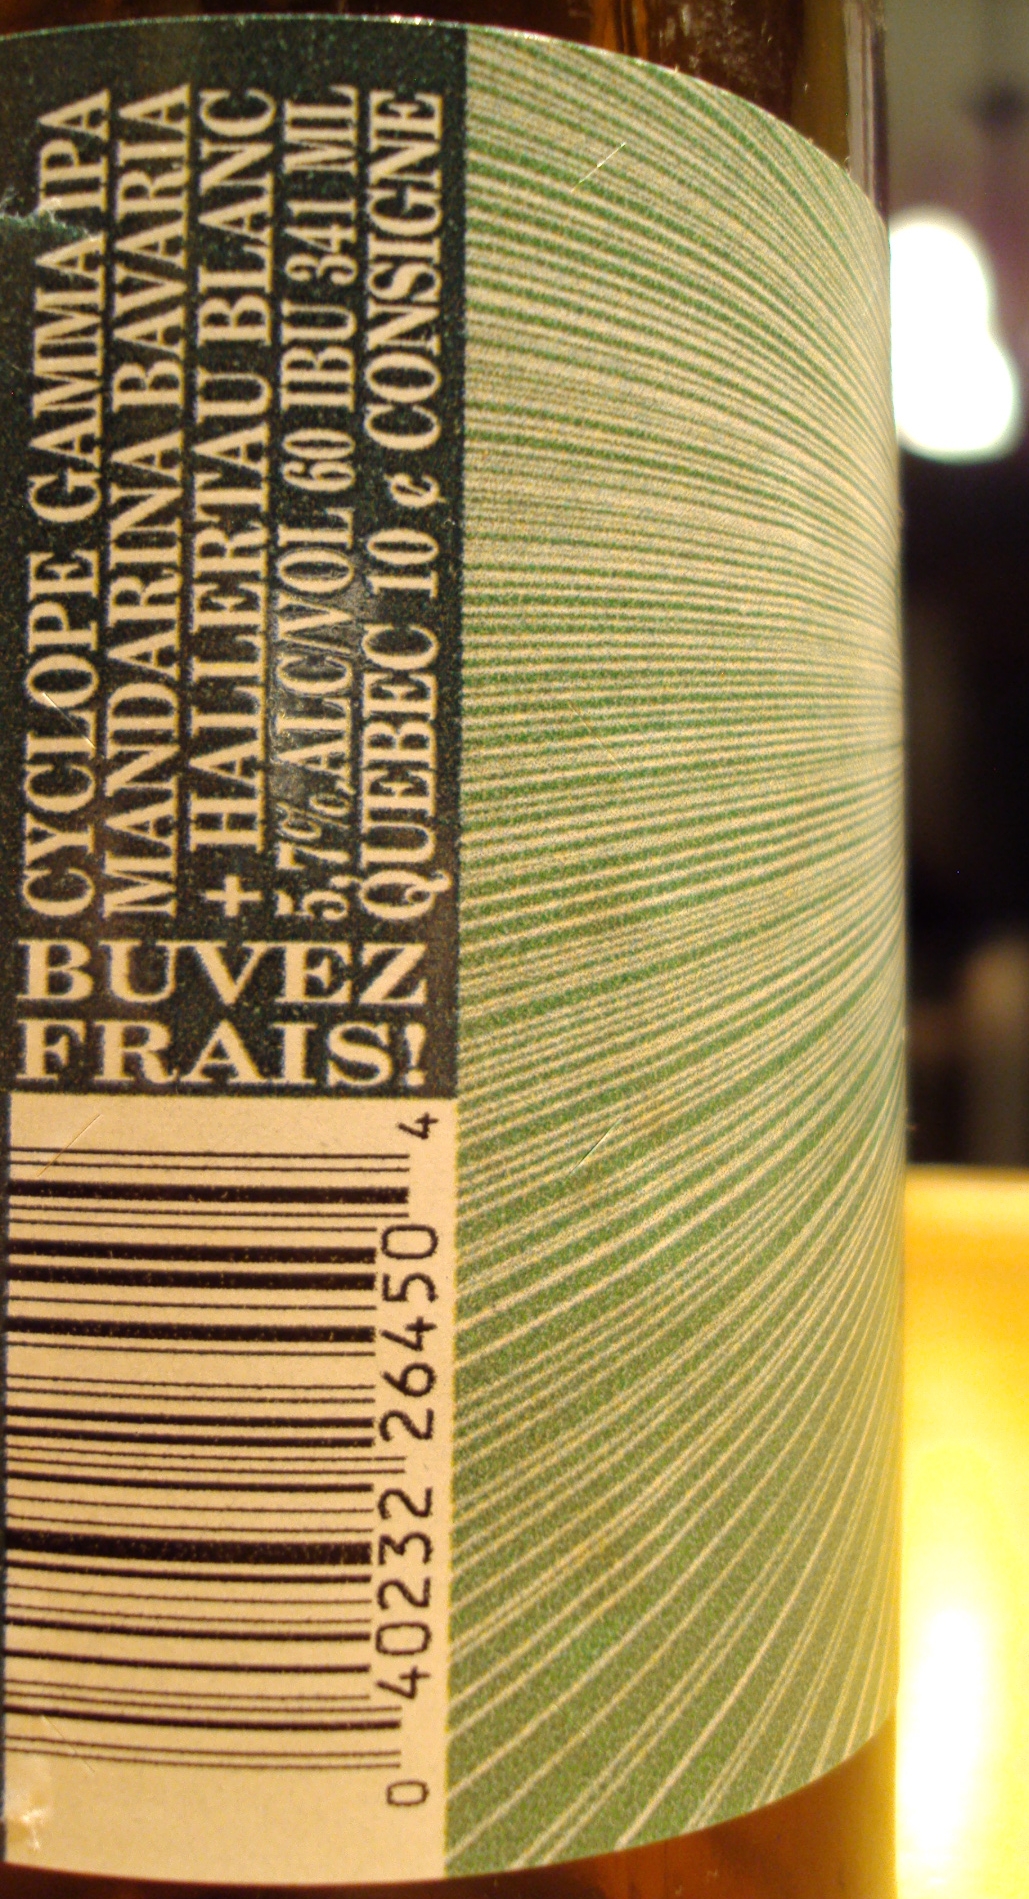 CYCLOPE GAMMA IPA
MANDARINA BAVARIA
+ HALLERTAU BLANC
5,7% ALC/VOL 60 IBU 341 ML
QUEBEC 10 ¢ CONSIGNE
BUVEZ
FRAIS!
0 40232 26450 4